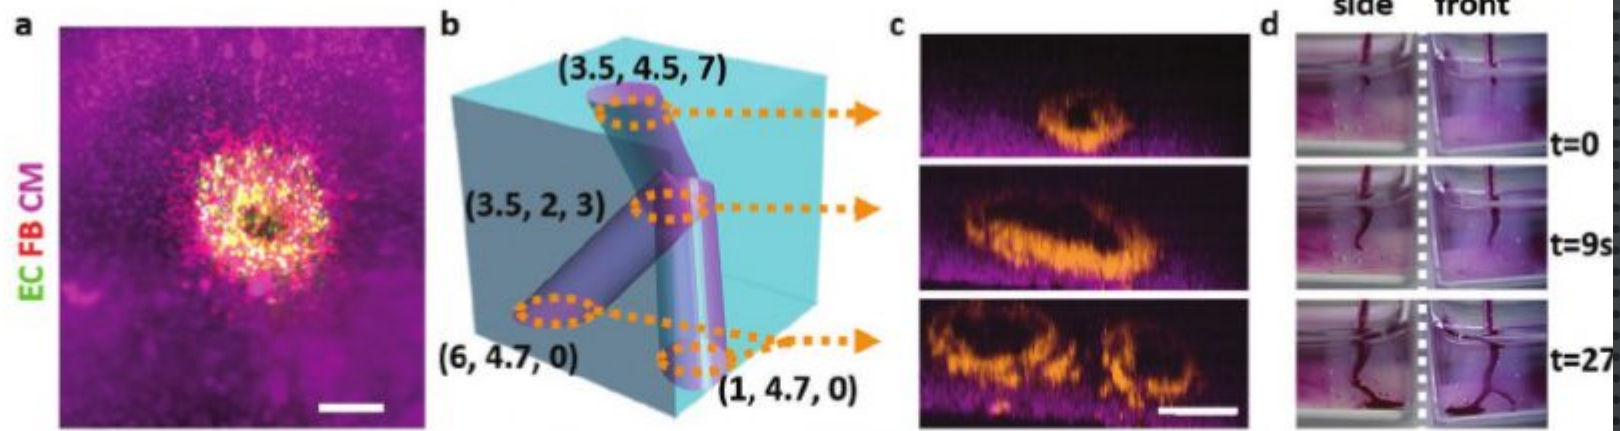 a
EC FB CM
b
(3.5, 4.5, 7)
(3.5, 2, 3)
(6, 4.7, 0)
(1, 4.7, 0)
c
d
side front
t=0
t=9s
t=27